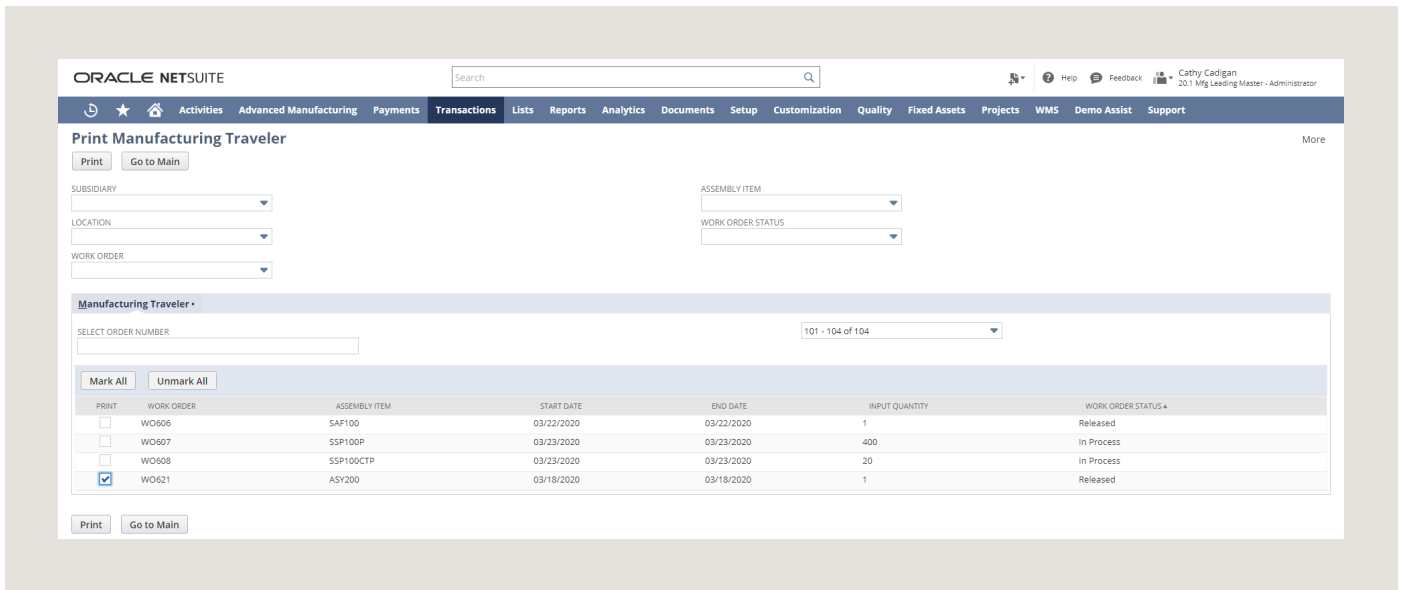 ORACLE NETSUITE
Search
Help
Feedback
Cathy Cadigan
20.1 Mfg Leading Master - Administrator
Activities Advanced Manufacturing Payments Transactions Lists Reports Analytics Documents Setup Customization Quality Fixed Assets Projects WMS Demo Assist Support
Print Manufacturing Traveler
More
Print Go to Main
SUBSIDIARY
ASSEMBLY ITEM
LOCATION
WORK ORDER STATUS
WORK ORDER
Manufacturing Traveler •
SELECT ORDER NUMBER
101 - 104 of 104
Mark All Unmark All
PRINT WORK ORDER ASSEMBLY ITEM START DATE END DATE INPUT QUANTITY WORK ORDER STATUS ▲
WO606 SAF100 03/22/2020 03/22/2020 1 Released
WO607 SSP100P 03/23/2020 03/23/2020 400 In Process
WO608 SSP100CTP 03/23/2020 03/23/2020 20 In Process
WO621 ASY200 03/18/2020 03/18/2020 1 Released
Print Go to Main